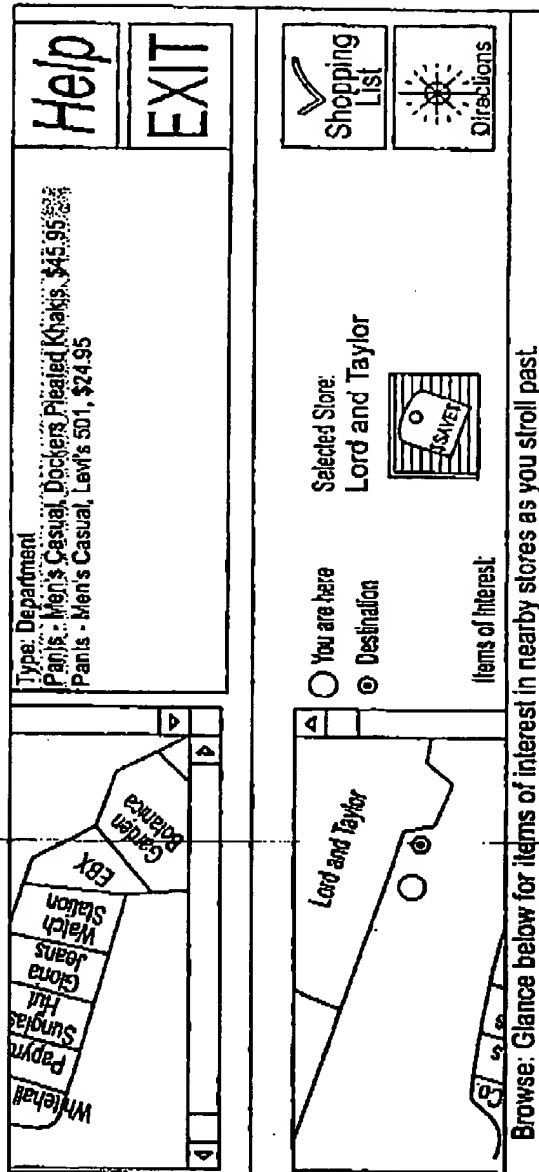 Type: Department
Pants - Men's Casual, Dockers Pleated Khakis, $45.95
Pants - Men's Casual, Levi's 501, $24.95
Help
EXIT
Whitehall
Papyr
Sunglas
Hut
Jeans
Watch
Station
EBX
Garden
Botanica
Lord and Taylor
Co.
S
You are here
Destination
Selected Store:
Lord and Taylor
Items of Interest:
Shopping
List
Directions
Browse: Glance below for items of interest in nearby stores as you stroll past.